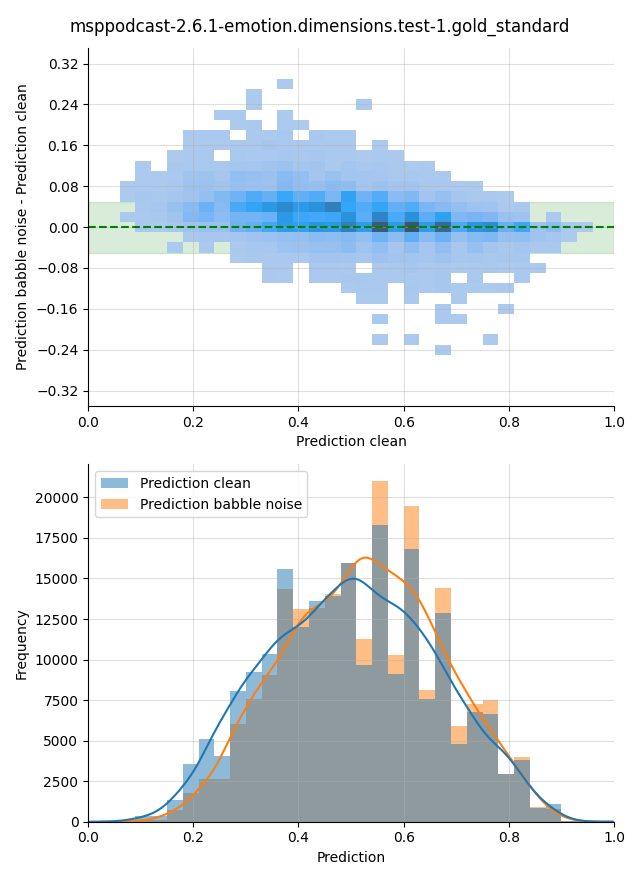 msppodcast-2.6.1-emotion.dimensions.test-1.gold_standard
0.32
0.24
0.16
0.08
0.00
−0.08
−0.16
−0.24
−0.32
Prediction babble noise - Prediction clean
0.0 0.2 0.4 0.6 0.8 1.0
Prediction clean
Prediction clean
Prediction babble noise
20000
17500
15000
12500
10000
7500
5000
2500
0
Frequency
0.0 0.2 0.4 0.6 0.8 1.0
Prediction